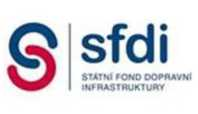 sfdi
STÁTNÍ FOND DOPRAVNÍ
INFRASTRUKTURY